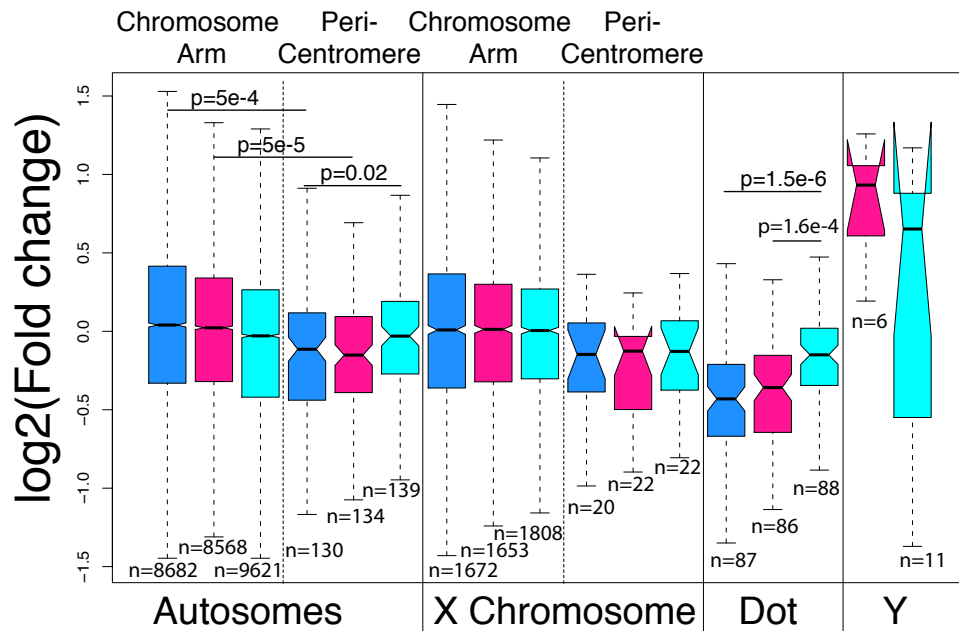 Chromosome Arm
Peri-Centromere
Chromosome Arm
Peri-Centromere
log2(Fold change)
1.5
1.0
0.5
0.0
−0.5
−1.0
−1.5
p=5e-4
p=5e-5
p=0.02
p=1.5e-6
p=1.6e-4
n=8682
n=8568
n=9621
n=130
n=134
n=139
n=1672
n=1653
n=1808
n=20
n=22
n=22
n=87
n=86
n=88
n=6
n=11
Autosomes
X Chromosome
Dot
Y